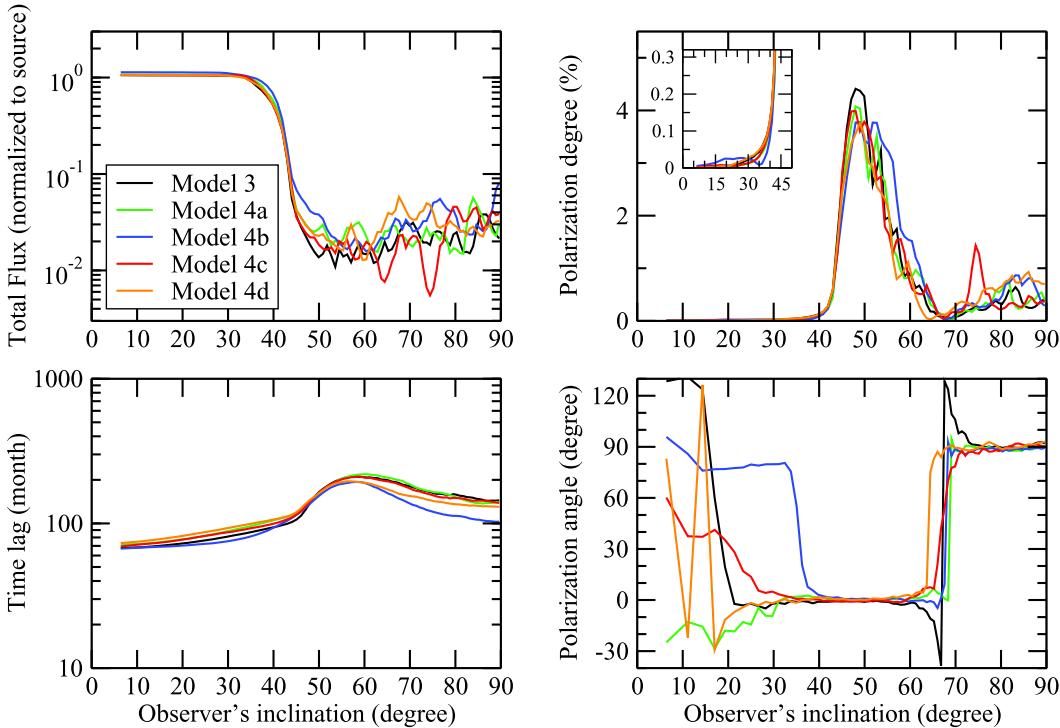 Total Flux (normalized to source)
10^0
10^-1
10^-2
Model 3
Model 4a
Model 4b
Model 4c
Model 4d
0 10 20 30 40 50 60 70 80 90
Polarization degree (%)
4
2
0
0.3
0.2
0.1
0
0 15 30 45
0 10 20 30 40 50 60 70 80 90
Time lag (month)
1000
100
10
0 10 20 30 40 50 60 70 80 90
Observer's inclination (degree)
Polarization angle (degree)
120
90
60
30
0
-30
0 10 20 30 40 50 60 70 80 90
Observer's inclination (degree)